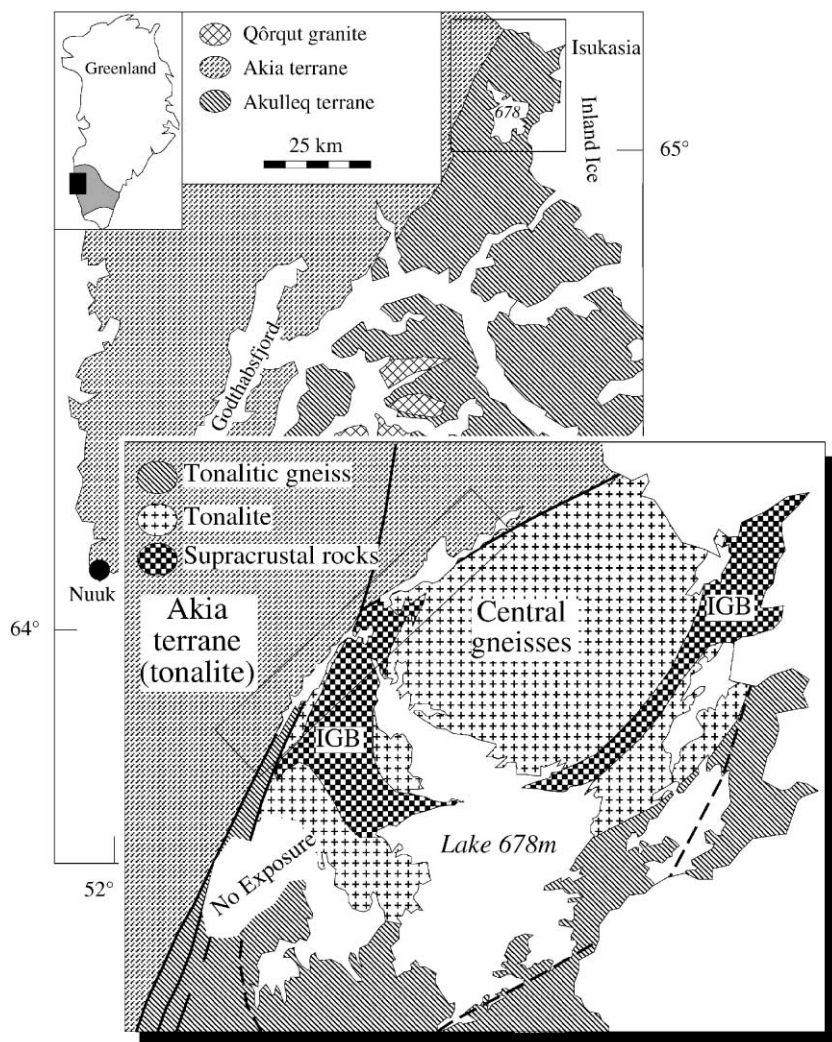 Greenland
Qôrqut granite
Akia terrane
Akulleq terrane
25 km
Isukasia
678
Inland Ice
65°
Godthabsfjord
Nuuk
64°
52°
Tonalitic gneiss
Tonalite
Supracrustal rocks
Akia
terrane
(tonalite)
Central
gneisses
IGB
IGB
Lake 678m
No Exposure